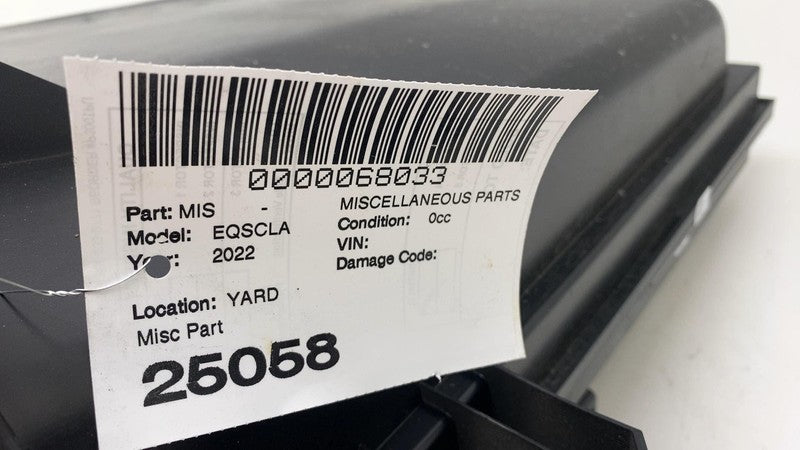 0000068033
Part: MIS - MISCELLANEOUS PARTS
Model: EQSCLA Condition: 0cc
Year: 2022 VIN:
Damage Code:
Location: YARD
Misc Part
25058